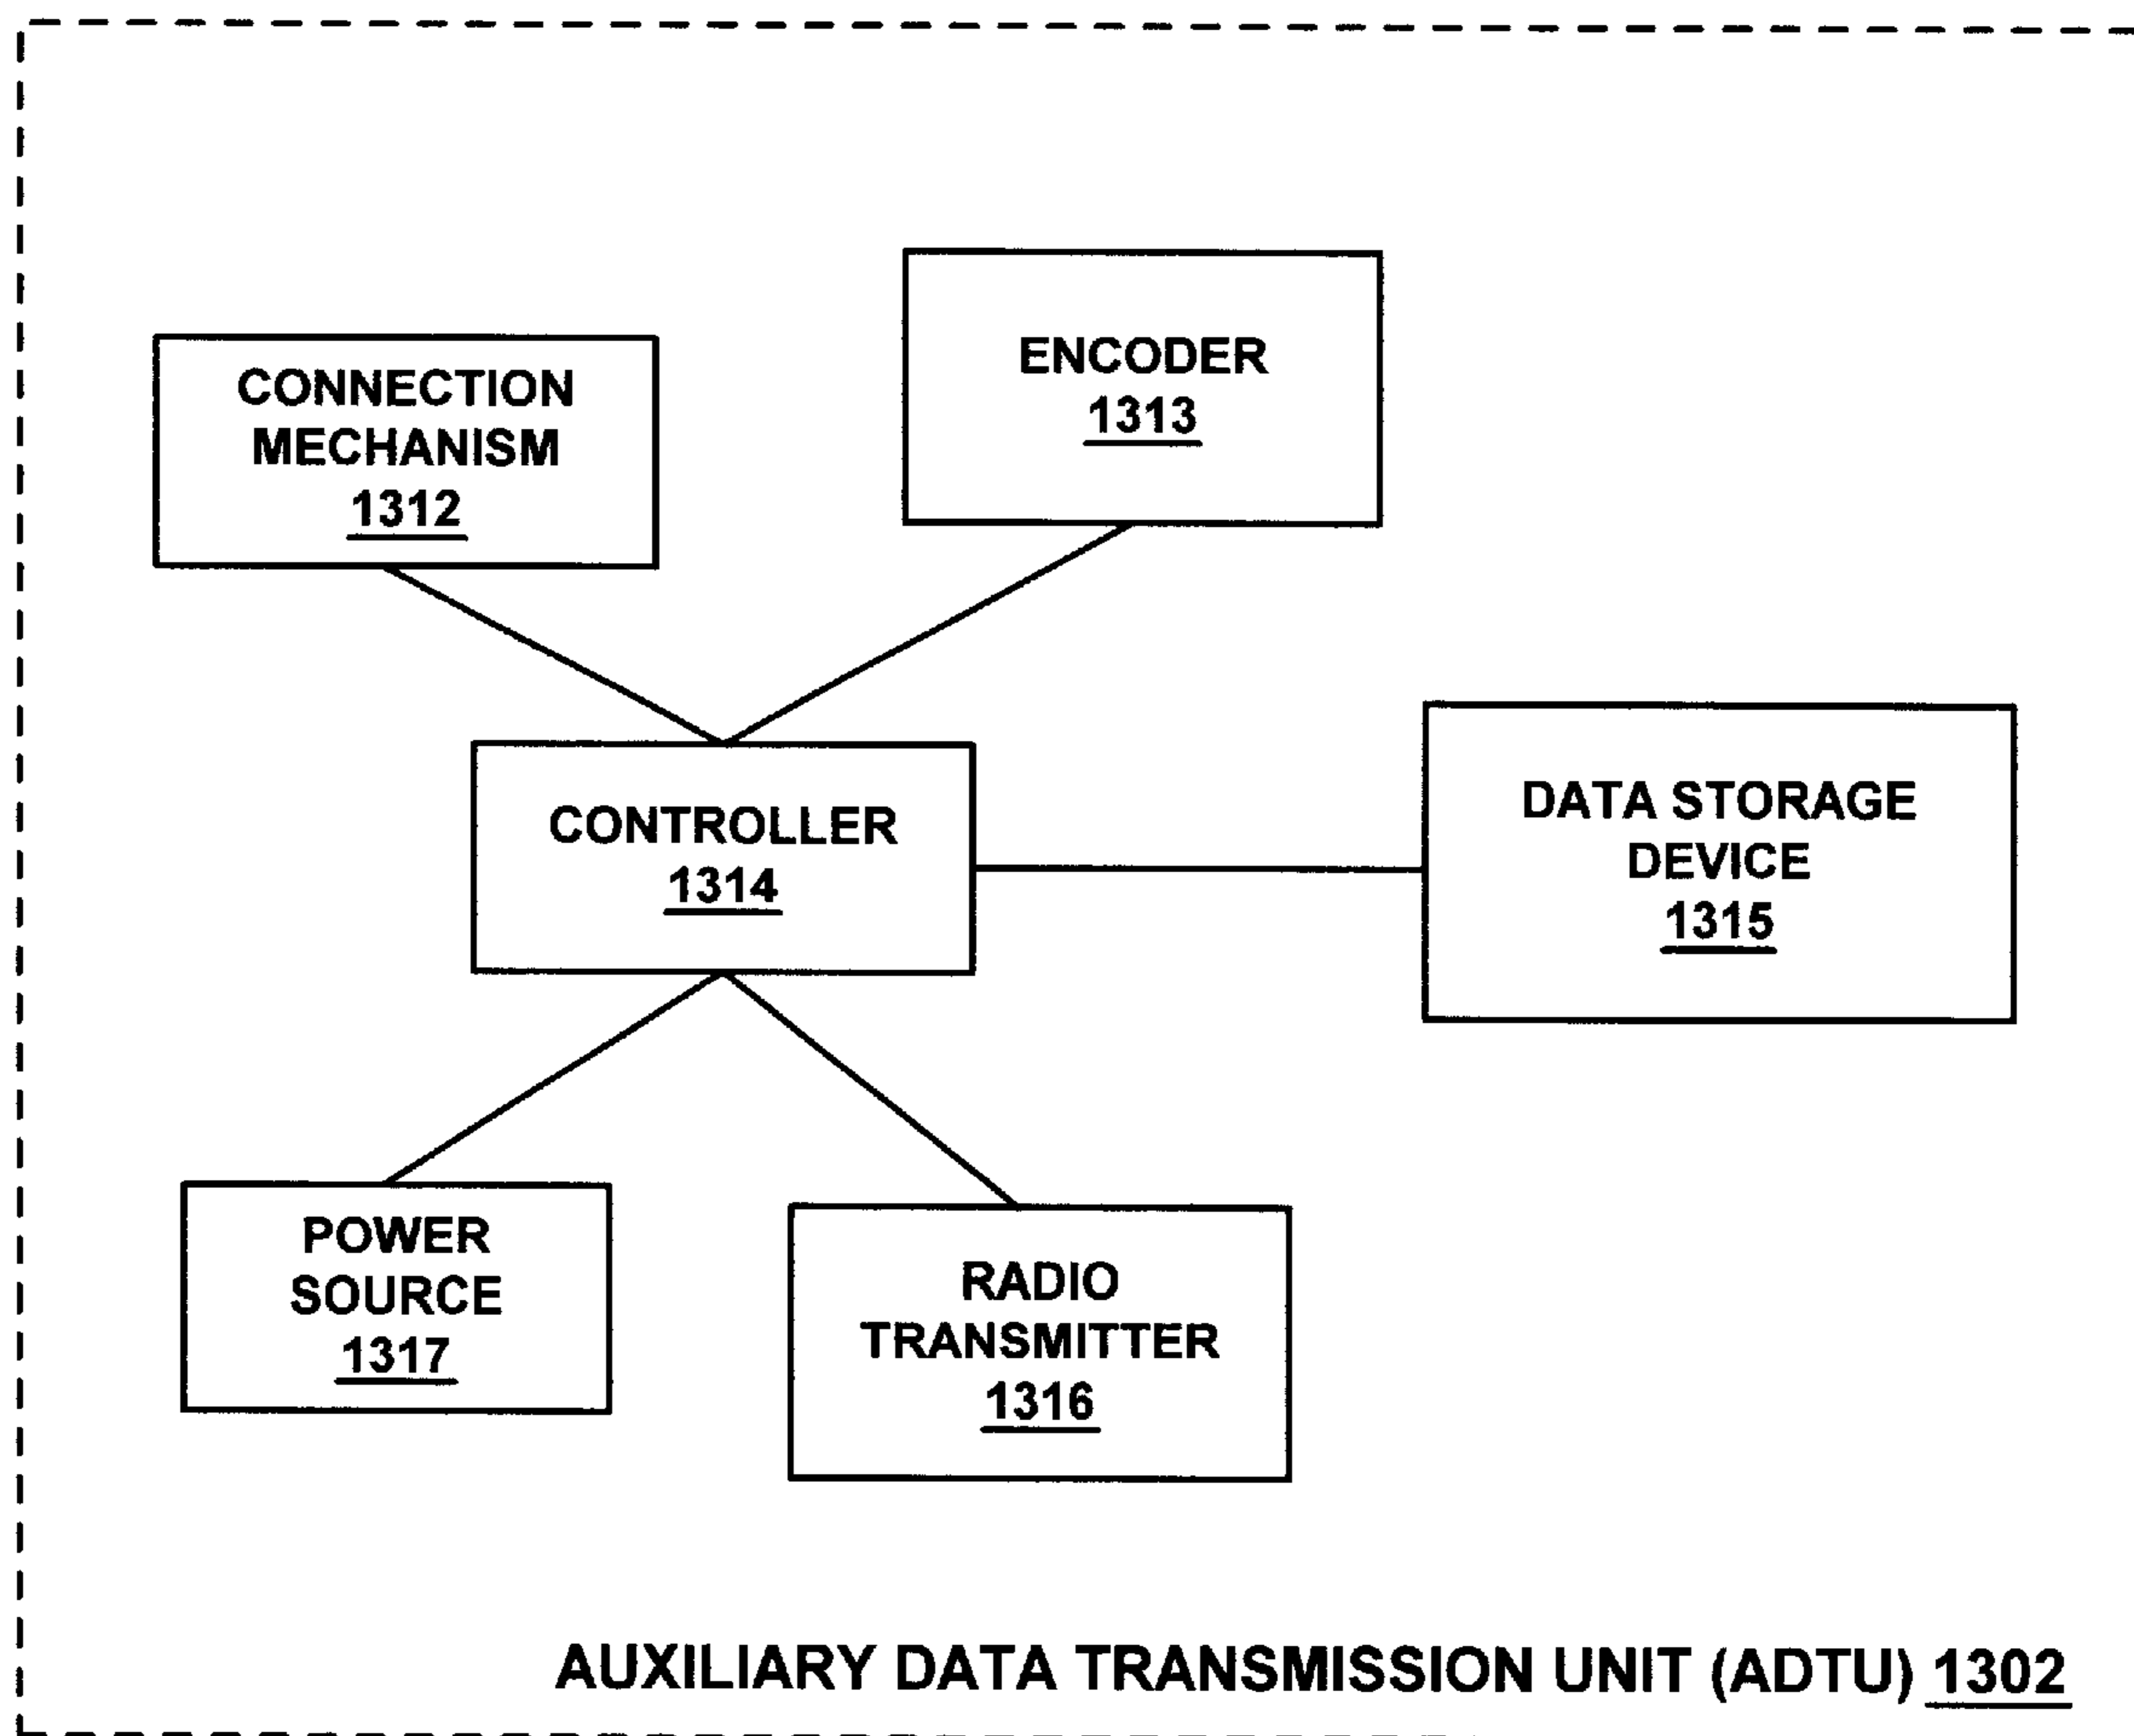 CONNECTION
MECHANISM
1312
ENCODER
1313
CONTROLLER
1314
DATA STORAGE
DEVICE
1315
POWER
SOURCE
1317
RADIO
TRANSMITTER
1316
AUXILIARY DATA TRANSMISSION UNIT (ADTU) 1302